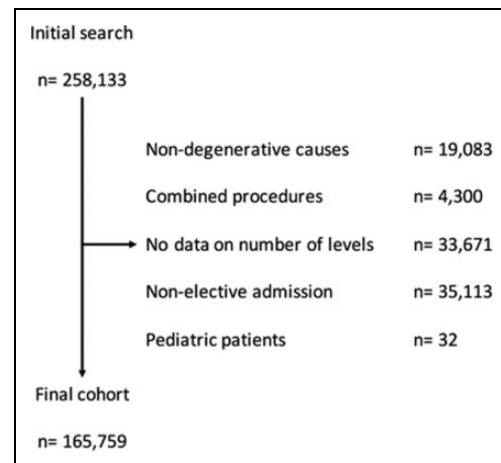 Initial search
n= 258,133
Non-degenerative causes n= 19,083
Combined procedures n= 4,300
No data on number of levels n= 33,671
Non-elective admission n= 35,113
Pediatric patients n= 32
Final cohort
n= 165,759